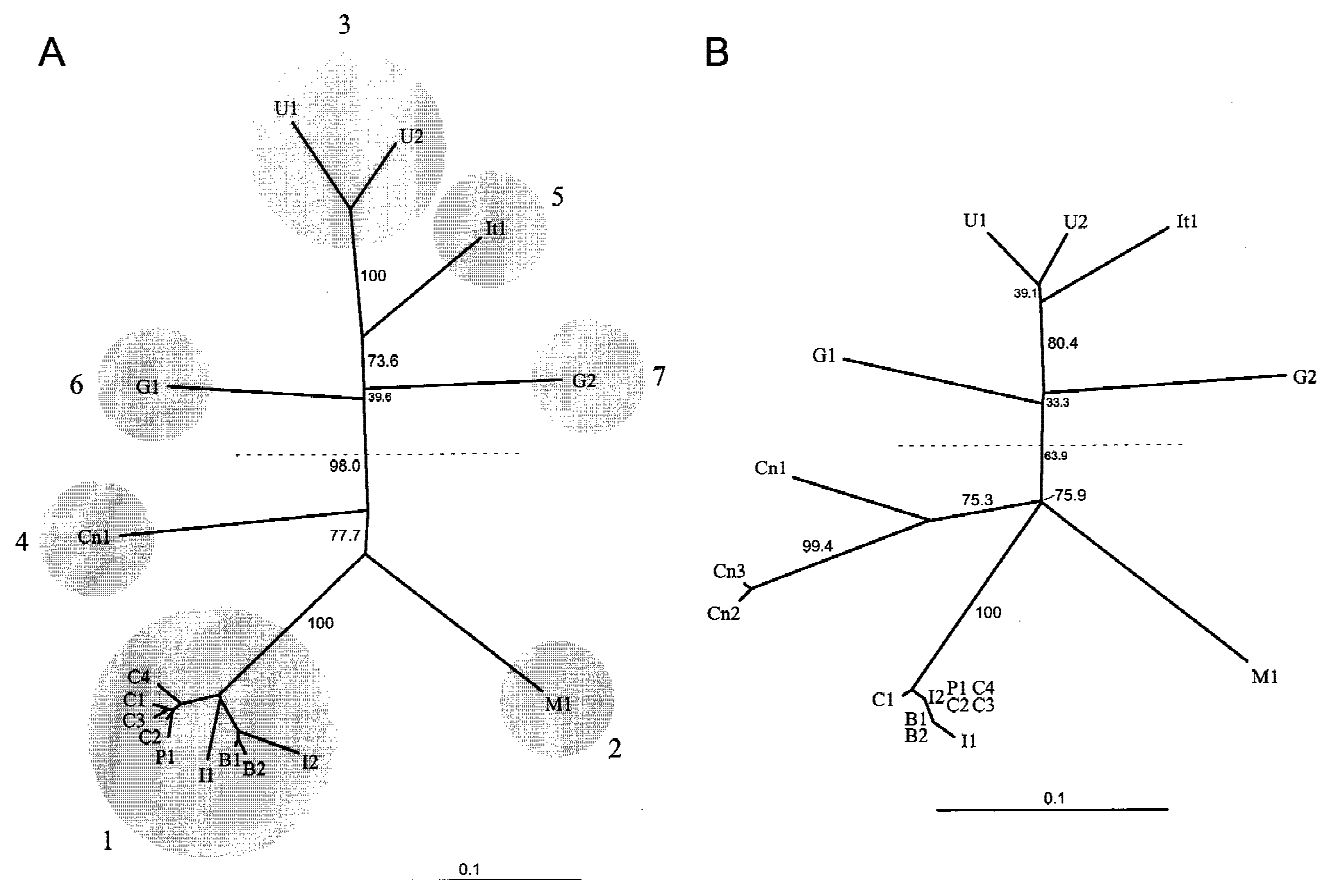 A
3
U1
U2
5
It1
100
73.6
6
G1
G2
7
39.6
98.0
4
Cn1
77.7
100
C4
C1
C3
C2
P1
I1
B1
B2
I2
M1
2
1
0.1
B
U1
U2
It1
39.1
80.4
G1
G2
33.3
63.9
Cn1
75.3
75.9
99.4
Cn3
Cn2
100
C1
I2
P1 C4
C2 C3
B1
B2
I1
M1
0.1